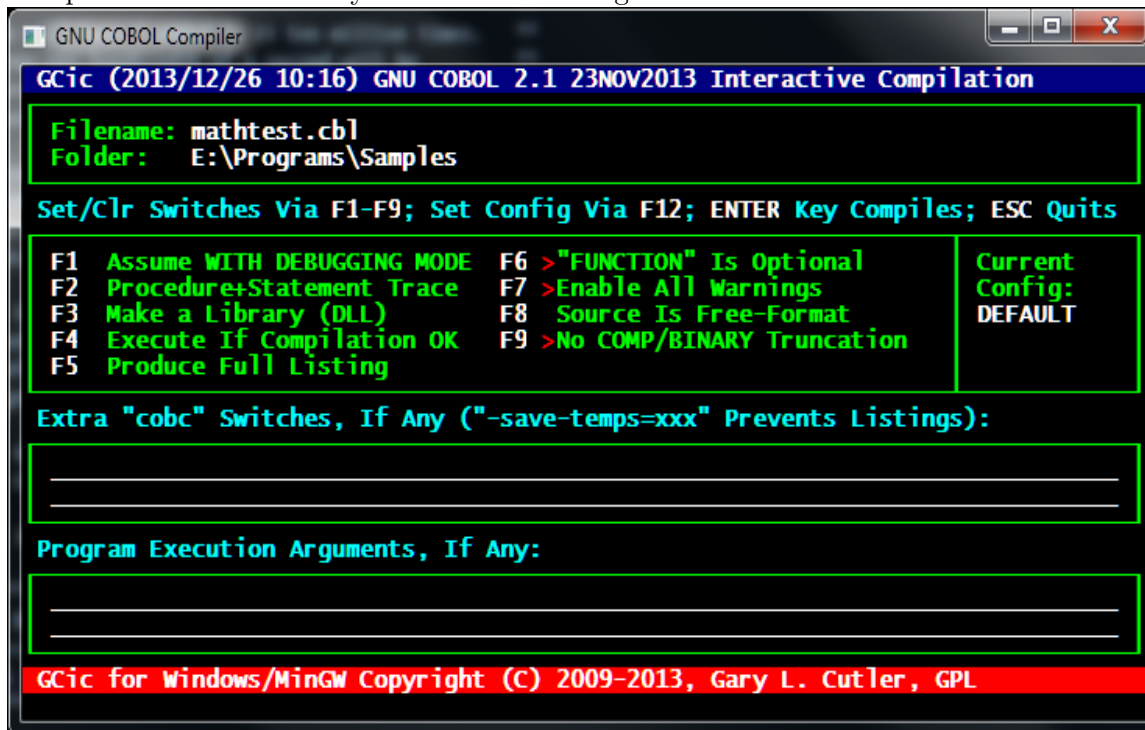 GNU COBOL Compiler
GCic (2013/12/26 10:16) GNU COBOL 2.1 23NOV2013 Interactive Compilation
Filename: mathtest.cbl
Folder: E:\Programs\Samples
Set/Clr Switches Via F1-F9; Set Config Via F12; ENTER Key Compiles; ESC Quits
F1 Assume WITH DEBUGGING MODE F6 >"FUNCTION" Is Optional Current
F2 Procedure+Statement Trace F7 >Enable All Warnings Config:
F3 Make a Library (DLL) F8 Source Is Free-Format DEFAULT
F4 Execute If Compilation OK F9 >No COMP/BINARY Truncation
F5 Produce Full Listing
Extra "cobc" Switches, If Any ("-save-temps=xxx" Prevents Listings):
Program Execution Arguments, If Any:
GCic for Windows/MinGW Copyright (C) 2009-2013, Gary L. Cutler, GPL